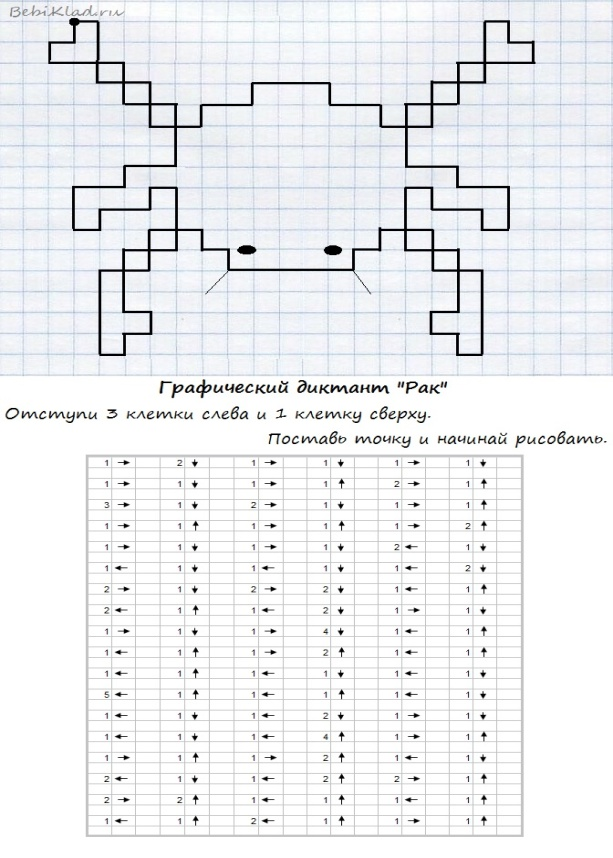 BebiKlad.ru
Графический диктант "Рак"
Отступи 3 клетки слева и 1 клетку сверху.
Поставь точку и начинай рисовать.
1 → 2 ↓ 1 → 1 ↓ 1 → 1 ↓
1 → 1 ↓ 1 → 1 ↑ 2 → 1 ↑
3 → 1 ↓ 2 → 1 ↓ 1 → 1 ↑
1 → 1 ↑ 1 → 1 ↑ 1 → 2 ↑
1 → 1 ↓ 1 → 1 ↓ 2 ← 1 ↓
1 ← 1 ↓ 1 ← 1 ↓ 1 ← 2 ↓
2 → 1 ↓ 2 → 2 ↓ 1 ← 1 ↑
2 ← 1 ↑ 1 ← 2 ↓ 1 → 1 ↓
1 → 1 ↓ 1 → 4 ↓ 1 ← 1 ↑
1 ← 1 ↑ 1 → 2 ↑ 1 ← 1 ↑
1 ← 1 ↑ 1 ← 1 ↓ 1 ← 1 ↓
5 ← 1 ↑ 1 ← 1 ↑ 1 ← 1 ↓
1 ← 1 ↓ 1 ← 2 ↓ 1 → 1 ↓
1 ← 1 ↓ 1 ← 4 ↑ 1 → 1 ↑
1 → 1 ↑ 1 → 2 ↑ 1 ← 1 ↓
2 ← 1 ↓ 1 ← 2 ↑ 2 → 1 ↑
2 → 2 ↑ 1 ← 1 ↑ 1 ← 1 ↑
1 ← 1 ↑ 2 ← 1 ↑ 1 → 1 ↑